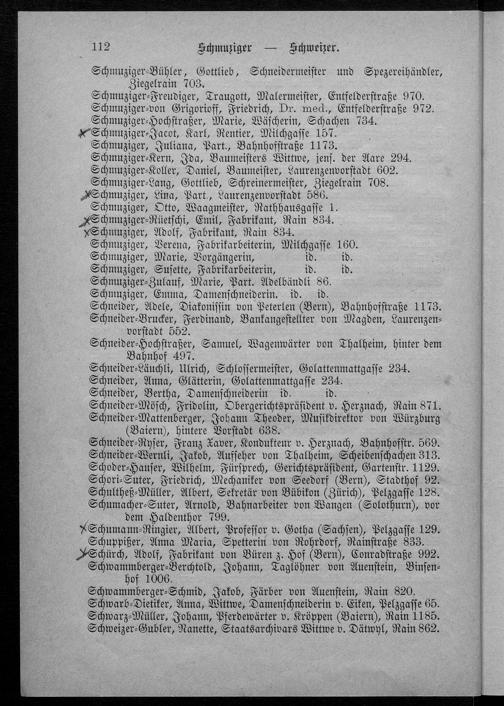 112 Schmuziger — Schweizer.
Schmuziger-Bühler, Gottlieb, Schneidermeister und Spezereihändler,
Ziegelrain 703.
Schmuziger-Freudiger, Traugott, Malermeister, Entfelderstraße 970.
Schmuziger-von Grigorioff, Friedrich, Dr. med., Entfelderstraße 972.
Schmuziger-Hochstraßer, Marie, Wäscherin, Schachen 734.
Schmuziger-Jacot, Karl, Rentier, Milchgasse 157.
Schmuziger, Juliana, Part., Bahnhofstraße 1173.
Schmuziger-Kern, Ida, Baumeisters Wittwe, jens. der Aare 294.
Schmuziger-Koller, Daniel, Baumeister, Laurenzenvorstadt 602.
Schmuziger-Lang, Gottlieb, Schreinermeister, Ziegelrain 708.
Schmuziger, Lina, Part., Laurenzenvorstadt 586.
Schmuziger, Otto, Waagmeister, Rathhausgasse 1.
Schmuziger-Rüetschi, Emil, Fabrikant, Rain 834.
Schmuziger, Adolf, Fabrikant, Rain 834.
Schmuziger, Verena, Fabrikarbeiterin, Milchgasse 160.
Schmuziger, Marie, Vorgängerin, id. id.
Schmuziger, Susette, Fabrikarbeiterin, id. id.
Schmuziger-Zulauf, Marie, Part. Adelbändli 86.
Schmuziger, Emma, Damenschneiderin. id. id.
Schneider, Adele, Diakonissin von Peterlen (Bern), Bahnhofstraße 1173.
Schneider-Brucker, Ferdinand, Bankangestellter von Magden, Laurenzen-
vorstadt 552.
Schneider-Hochstraßer, Samuel, Wagenwärter von Thalheim, hinter dem
Bahnhof 497.
Schneider-Läuchli, Ulrich, Schlossermeister, Golattenmattgasse 234.
Schneider, Anna, Glätterin, Golattenmattgasse 234.
Schneider, Bertha, Damenschneiderin id. id.
Schneider-Mösch, Fridolin, Obergerichtspräsident v. Herznach, Rain 871.
Schneider-Mattenberger, Johann Theoder, Musikdirektor von Würzburg
(Baiern), hintere Vorstadt 638.
Schneider-Ryser, Franz Xaver, Kondukteur v. Herznach, Bahnhofstr. 569.
Schneider-Wernli, Jakob, Aufseher von Thalheim, Scheibenschachen 313.
Schoder-Hauser, Wilhelm, Fürsprech, Gerichtspräsident, Gartenstr. 1129.
Schori-Suter, Friedrich, Mechaniker von Seedorf (Bern), Stadthof 92.
Schultheß-Müller, Albert, Sekretär von Bübikon (Zürich), Pelzgasse 128.
Schumacher-Suter, Arnold, Bahnarbeiter von Wangen (Solothurn), vor
dem Haldenthor 799.
Schumann-Ringier, Albert, Professor v. Gotha (Sachsen), Pelzgasse 129.
Schuppißer, Anna Maria, Spetterin von Rohrdorf, Rainstraße 833.
Schürch, Adolf, Fabrikant von Büren z. Hof (Bern), Conradstraße 992.
Schwammberger-Berchtold, Johann, Taglöhner von Auenstein, Binsen-
hof 1006.
Schwammberger-Schmid, Jakob, Färber von Auenstein, Rain 820.
Schwarb-Dietiker, Anna, Wittwe, Damenschneiderin v. Eiken, Pelzgasse 65.
Schwarz-Müller, Johann, Pferdewärter v. Kröppen (Baiern), Rain 1185.
Schweizer-Gubler, Nanette, Staatsarchivars Wittwe v. Dätwyl, Rain 862.